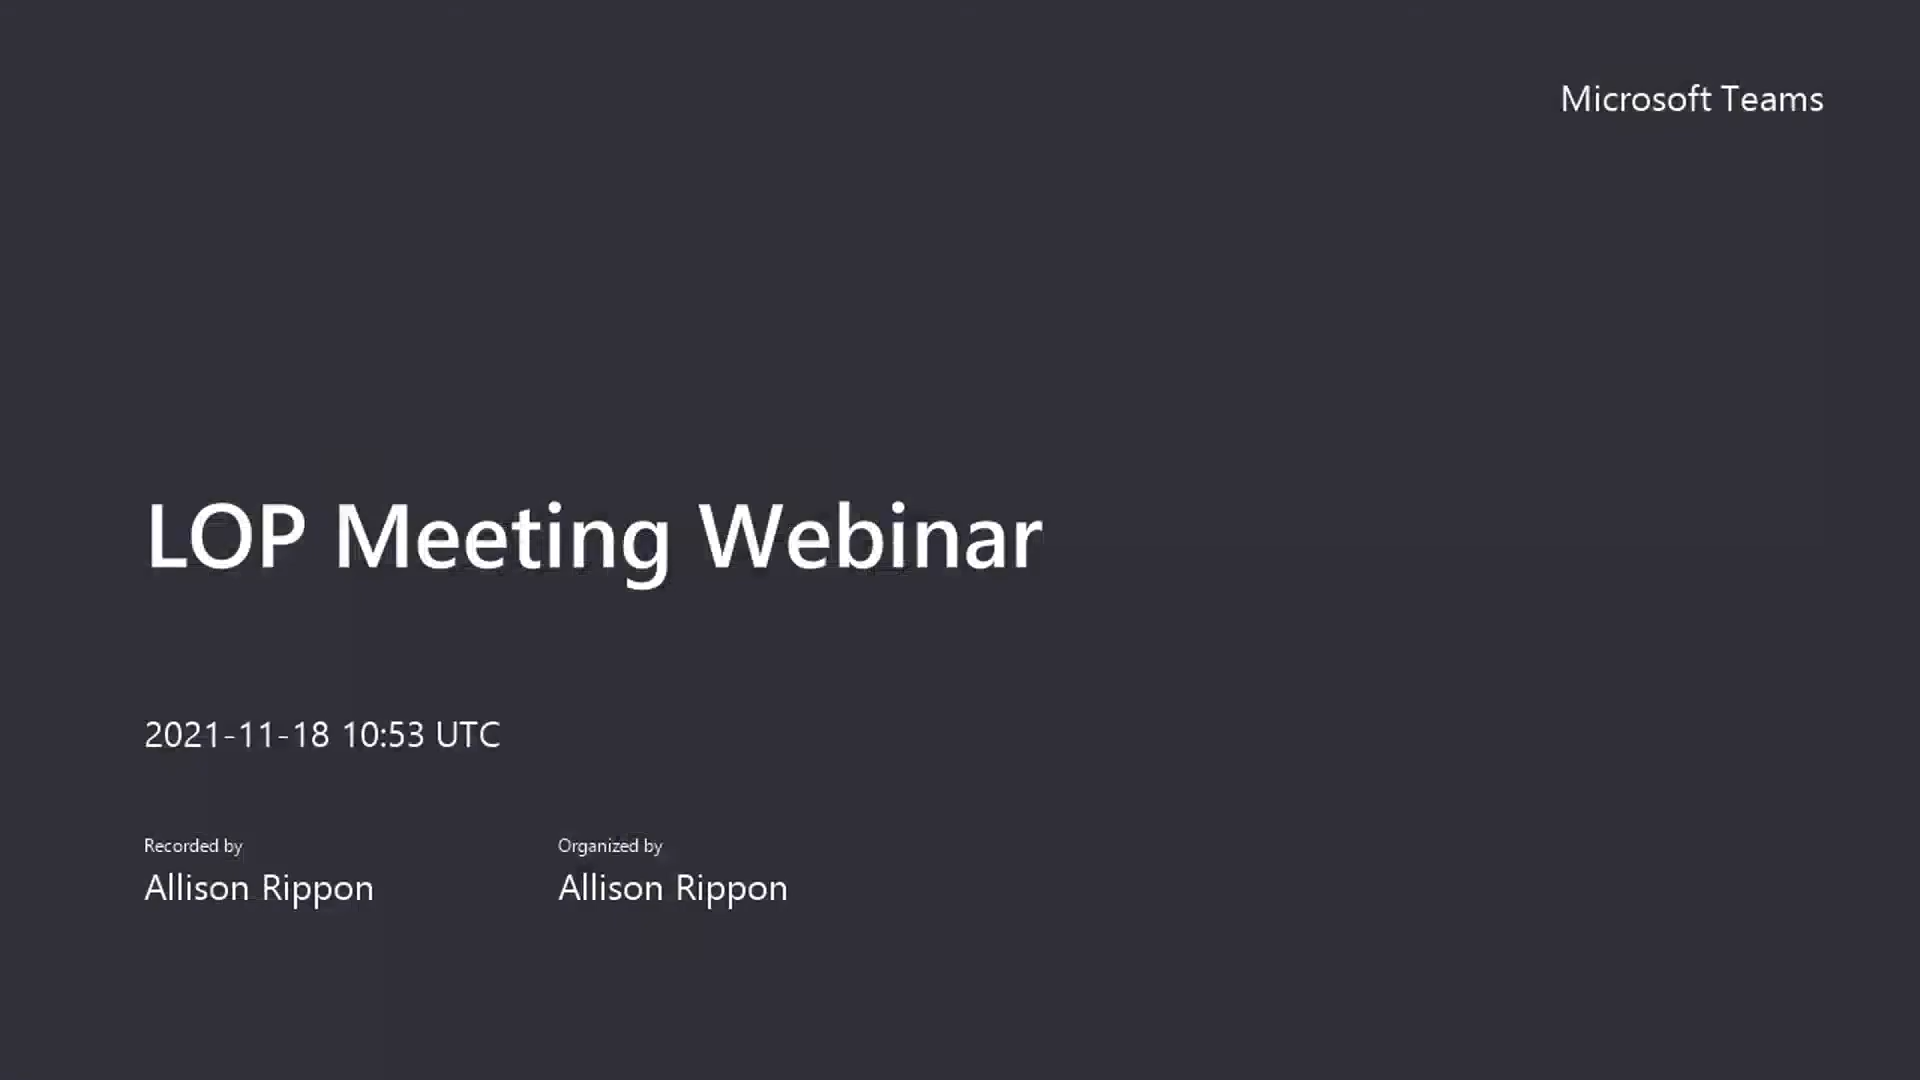 Microsoft Teams
LOP Meeting Webinar
2021-11-18 10:53 UTC
Recorded by
Allison Rippon
Organized by
Allison Rippon